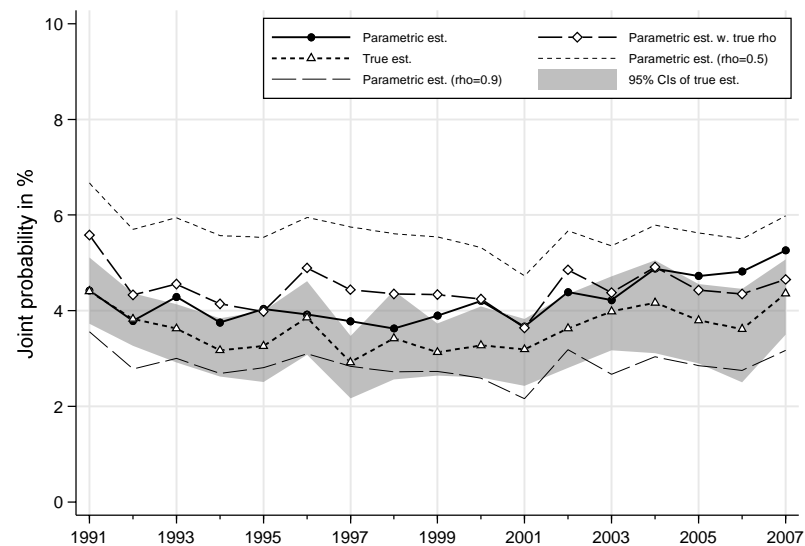 10
8
6
4
2
0
Joint probability in %
Parametric est.
Parametric est. w. true rho
True est.
Parametric est. (rho=0.5)
Parametric est. (rho=0.9)
95% CIs of true est.
1991 1993 1995 1997 1999 2001 2003 2005 2007